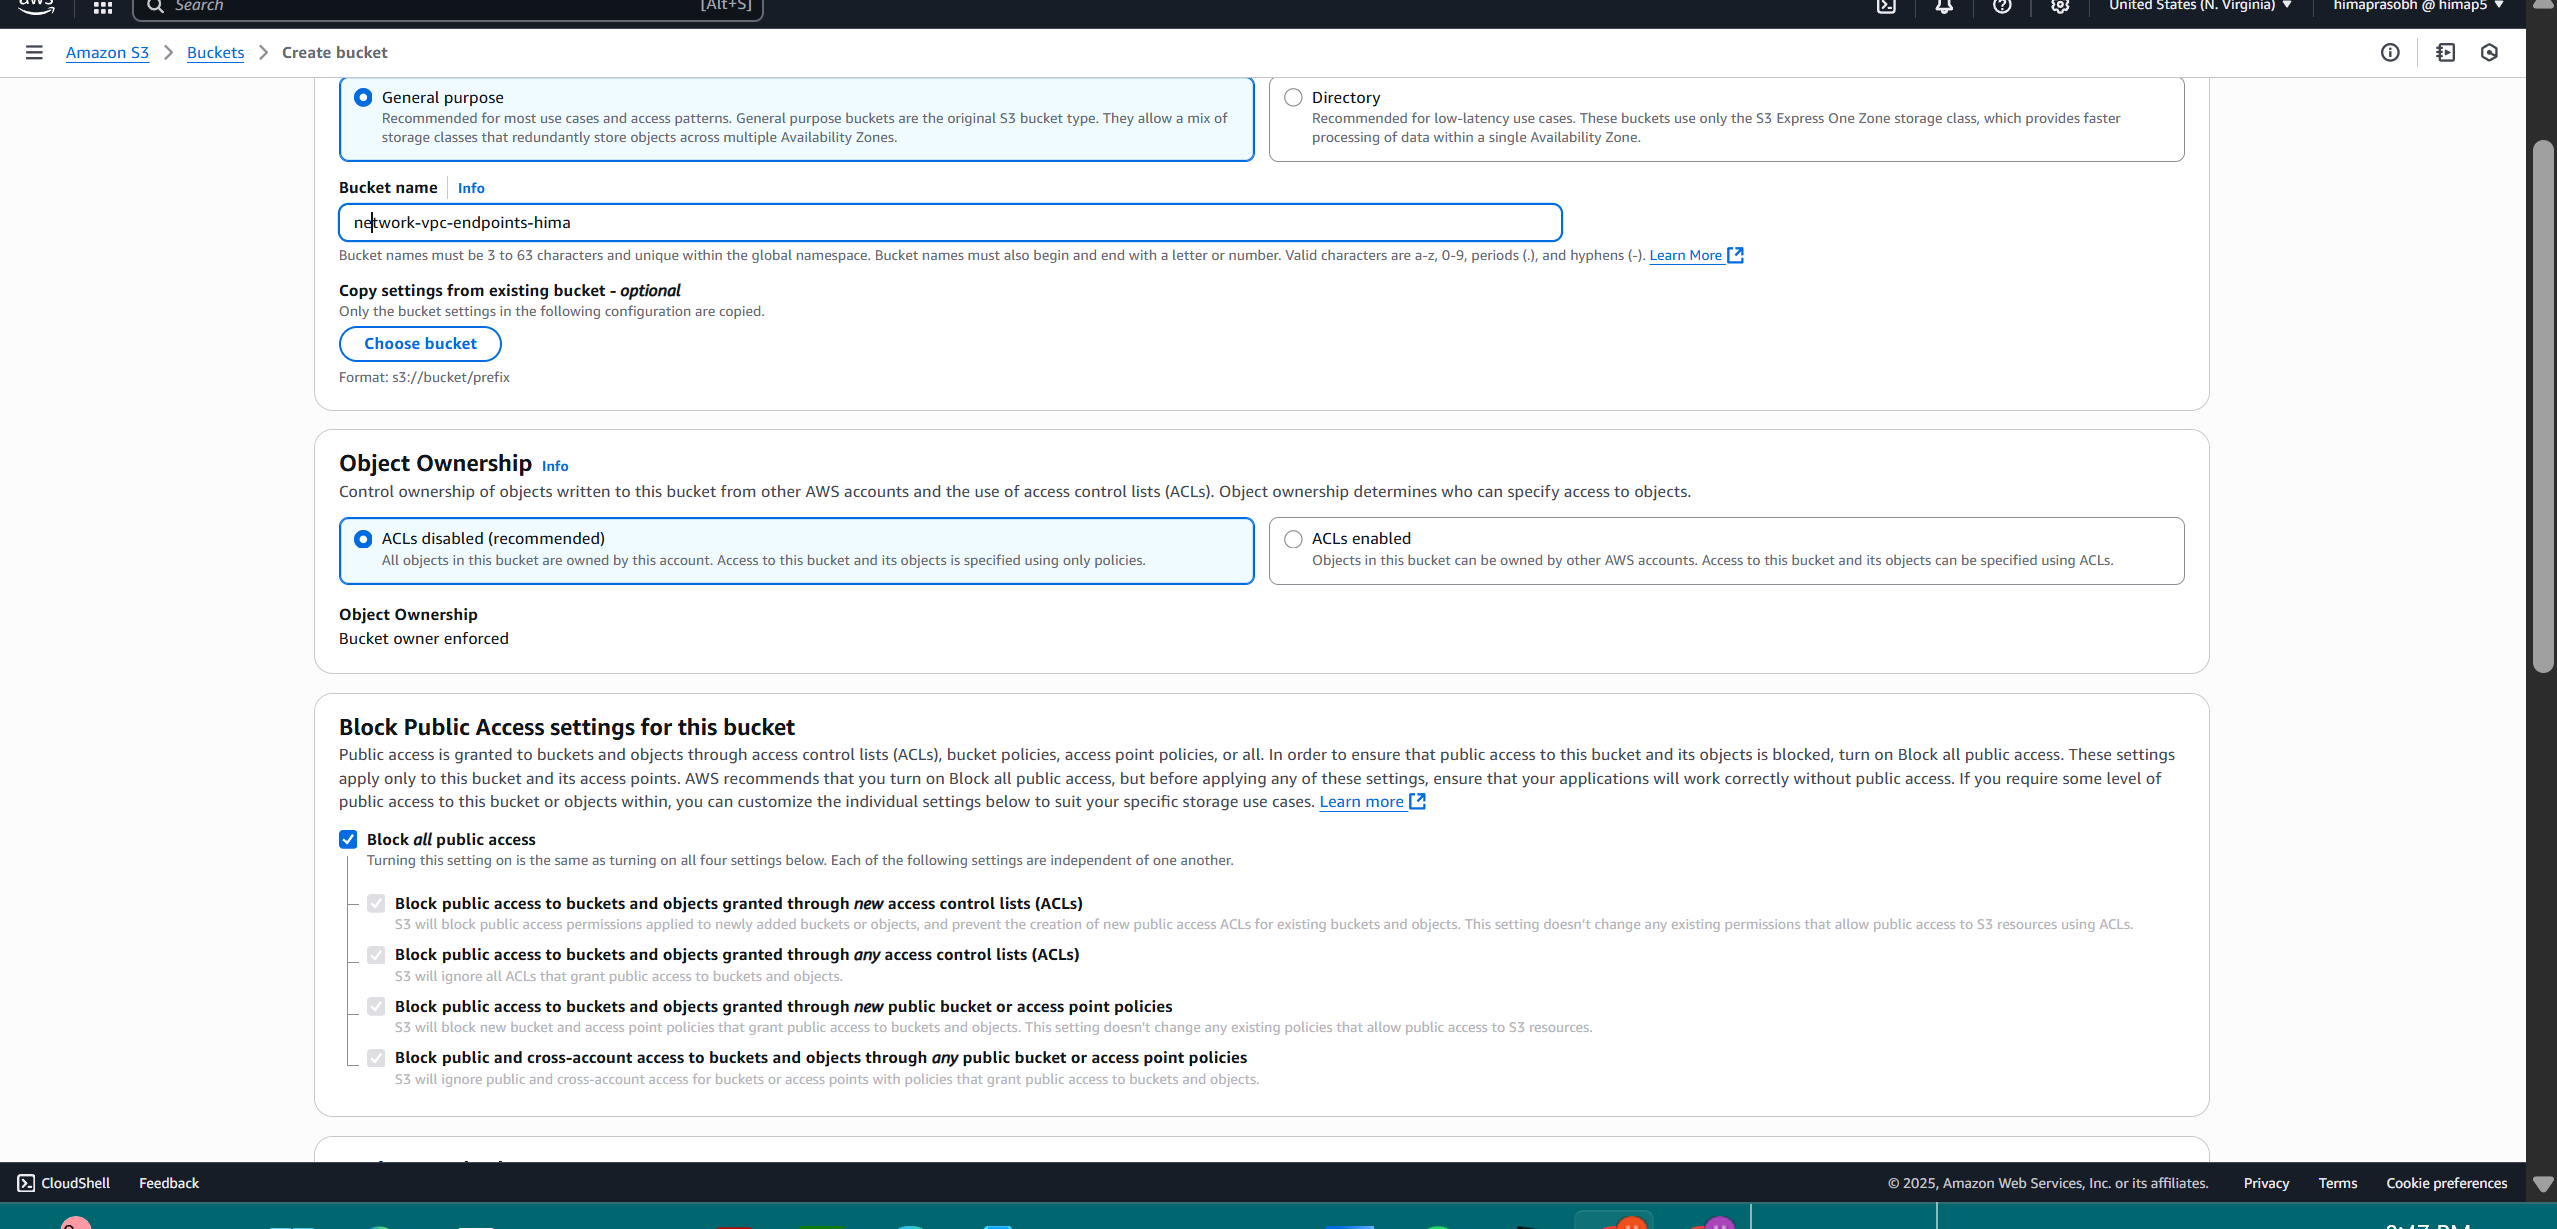 aws
Search [Alt+S]
United States (N. Virginia) himaprasobh @ himap5
Amazon S3 Buckets Create bucket
General purpose
Recommended for most use cases and access patterns. General purpose buckets are the original S3 bucket type. They allow a mix of
storage classes that redundantly store objects across multiple Availability Zones.
Directory
Recommended for low-latency use cases. These buckets use only the S3 Express One Zone storage class, which provides faster
processing of data within a single Availability Zone.
Bucket name Info
network-vpc-endpoints-hima
Bucket names must be 3 to 63 characters and unique within the global namespace. Bucket names must also begin and end with a letter or number. Valid characters are a-z, 0-9, periods (.), and hyphens (-). Learn More
Copy settings from existing bucket - optional
Only the bucket settings in the following configuration are copied.
Choose bucket
Format: s3://bucket/prefix
Object Ownership Info
Control ownership of objects written to this bucket from other AWS accounts and the use of access control lists (ACLs). Object ownership determines who can specify access to objects.
ACLs disabled (recommended)
All objects in this bucket are owned by this account. Access to this bucket and its objects is specified using only policies.
ACLs enabled
Objects in this bucket can be owned by other AWS accounts. Access to this bucket and its objects can be specified using ACLs.
Object Ownership
Bucket owner enforced
Block Public Access settings for this bucket
Public access is granted to buckets and objects through access control lists (ACLs), bucket policies, access point policies, or all. In order to ensure that public access to this bucket and its objects is blocked, turn on Block all public access. These settings
apply only to this bucket and its access points. AWS recommends that you turn on Block all public access, but before applying any of these settings, ensure that your applications will work correctly without public access. If you require some level of
public access to this bucket or objects within, you can customize the individual settings below to suit your specific storage use cases. Learn more
Block all public access
Turning this setting on is the same as turning on all four settings below. Each of the following settings are independent of one another.
Block public access to buckets and objects granted through new access control lists (ACLs)
S3 will block public access permissions applied to newly added buckets or objects, and prevent the creation of new public access ACLs for existing buckets and objects. This setting doesn't change any existing permissions that allow public access to S3 resources using ACLs.
Block public access to buckets and objects granted through any access control lists (ACLs)
S3 will ignore all ACLs that grant public access to buckets and objects.
Block public access to buckets and objects granted through new public bucket or access point policies
S3 will block new bucket and access point policies that grant public access to buckets and objects. This setting doesn't change any existing policies that allow public access to S3 resources.
Block public and cross-account access to buckets and objects through any public bucket or access point policies
S3 will ignore public and cross-account access for buckets or access points with policies that grant public access to buckets and objects.
CloudShell Feedback © 2025, Amazon Web Services, Inc. or its affiliates. Privacy Terms Cookie preferences